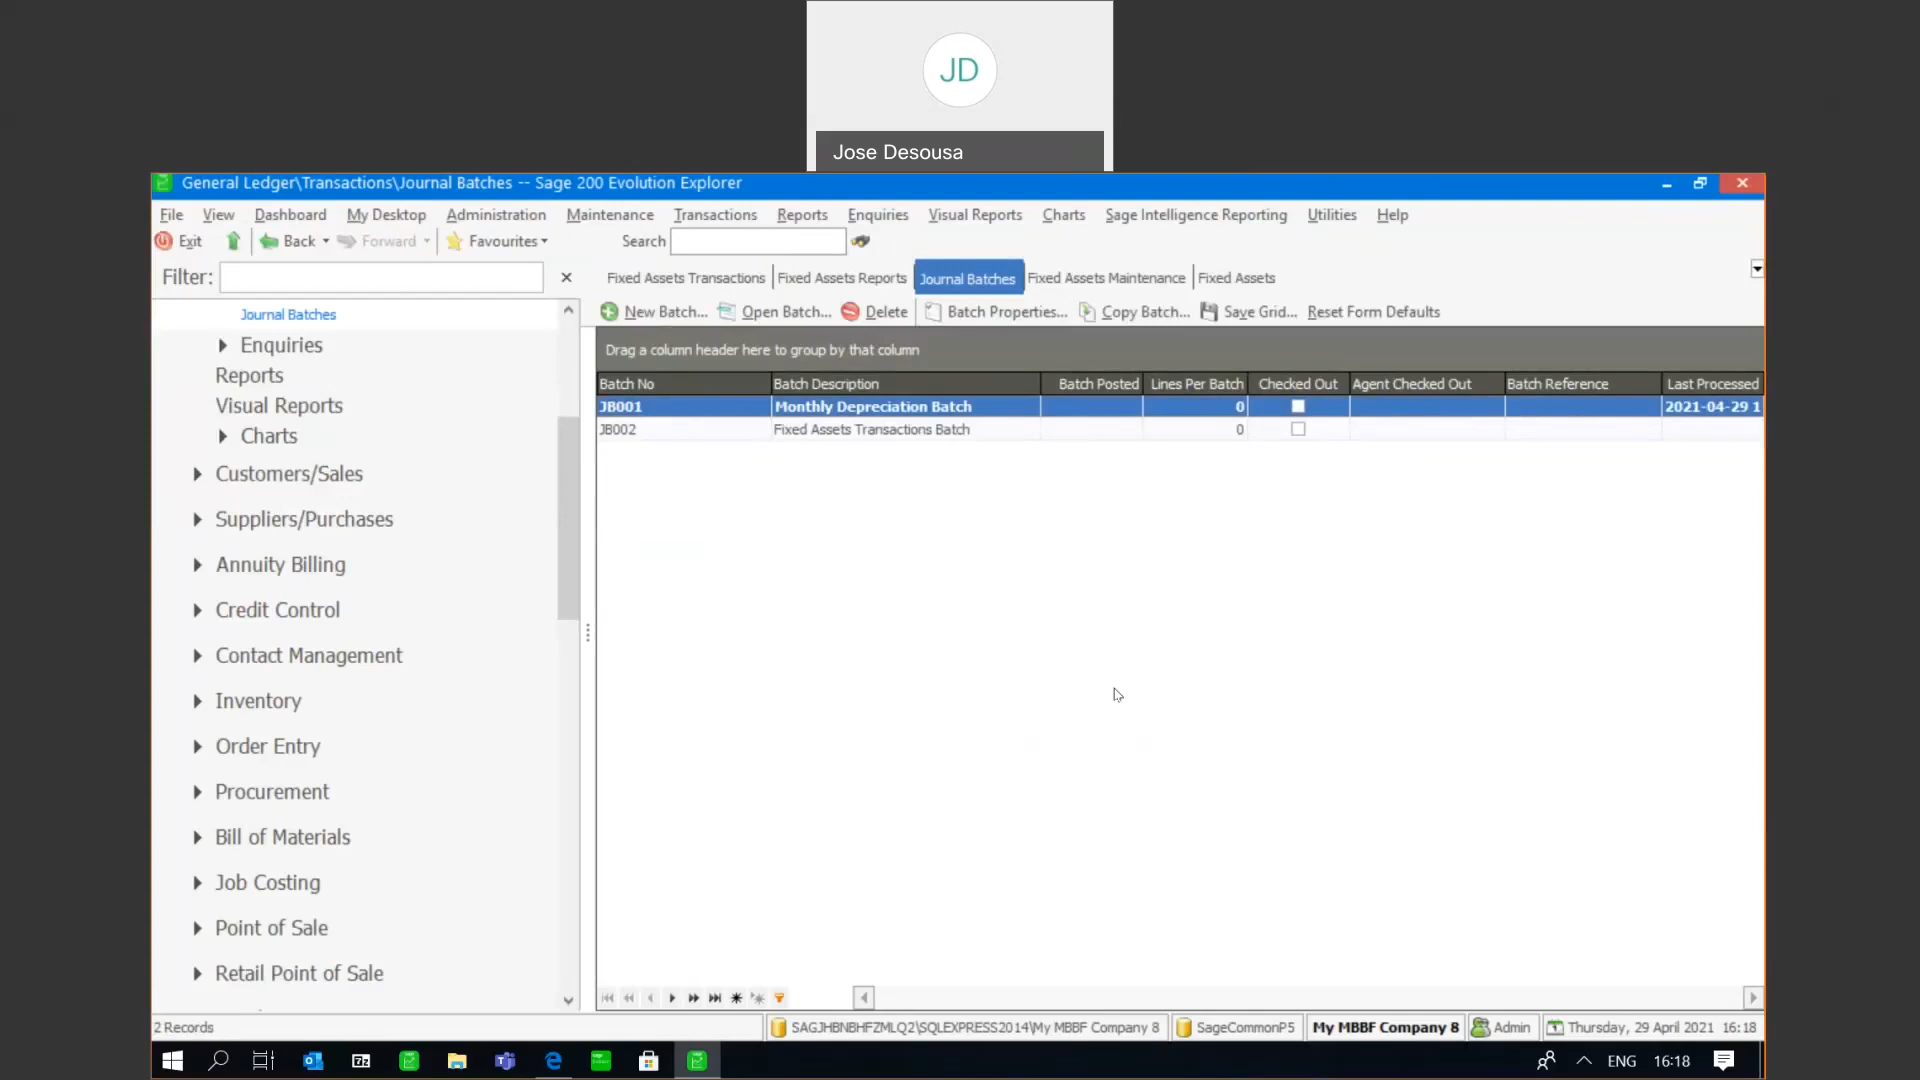 JD
Jose Desousa
General Ledger\Transactions\Journal Batches -- Sage 200 Evolution Explorer
File View Dashboard My Desktop Administration Maintenance Transactions Reports Enquiries Visual Reports Charts Sage Intelligence Reporting Utilities Help
Exit Back Forward Favourites Search
Filter: Fixed Assets Transactions Fixed Assets Reports Journal Batches Fixed Assets Maintenance Fixed Assets
New Batch... Open Batch... Delete Batch Properties... Copy Batch... Save Grid... Reset Form Defaults
Drag a column header here to group by that column
Batch No Batch Description Batch Posted Lines Per Batch Checked Out Agent Checked Out Batch Reference Last Processed
JB001 Monthly Depreciation Batch 0 2021-04-29 1
JB002 Fixed Assets Transactions Batch 0
Journal Batches
Enquiries
Reports
Visual Reports
Charts
Customers/Sales
Suppliers/Purchases
Annuity Billing
Credit Control
Contact Management
Inventory
Order Entry
Procurement
Bill of Materials
Job Costing
Point of Sale
Retail Point of Sale
2 Records SAGJHBNBHFZMLQ2\SQLEXPRESS2014\My MBBF Company 8 SageCommonP5 My MBBF Company 8 Admin Thursday, 29 April 2021 16:18
7z ENG 16:18